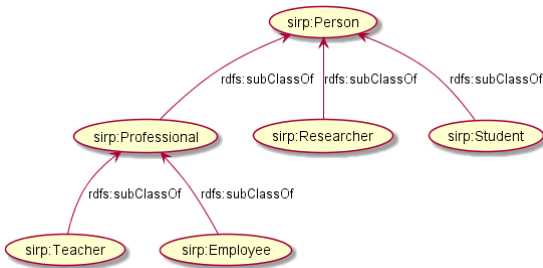 sirp:Person
rdfs:subClassOf rdfs:subClassOf rdfs:subClassOf
sirp:Professional sirp:Researcher sirp:Student
rdfs:subClassOf rdfs:subClassOf
sirp:Teacher sirp:Employee